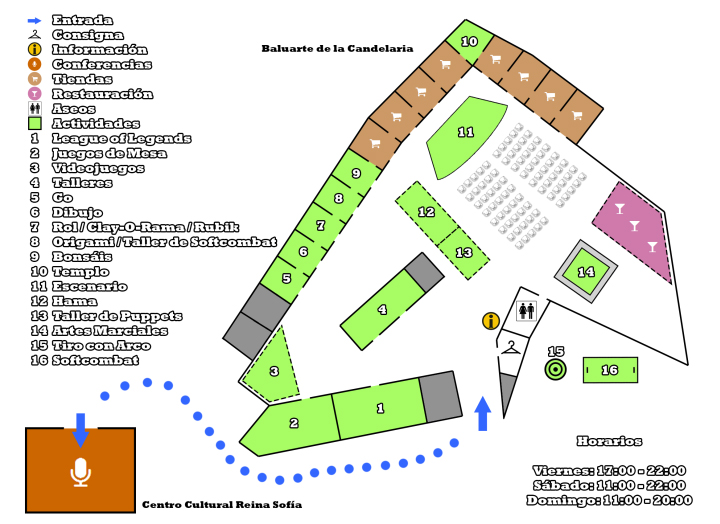 Entrada
Consigna
Información
Conferencias
Tiendas
Restauración
Aseos
Actividades
1 League of Legends
2 Juegos de Mesa
3 Videojuegos
4 Talleres
5 Go
6 Dibujo
7 Rol / Clay-O-Rama / Rubik
8 Origami / Taller de Softcombat
9 Bonsáis
10 Templo
11 Escenario
12 Hama
13 Taller de Puppets
14 Artes Marciales
15 Tiro con Arco
16 Softcombat
Baluarte de la Candelaria
10
11
9
8
7
6
5
12
13
14
4
3
2
1
15
16
i
i
Centro Cultural Reina Sofía
Horarios
Viernes: 17:00 - 22:00
Sábado: 11:00 - 22:00
Domingo: 11:00 - 20:00